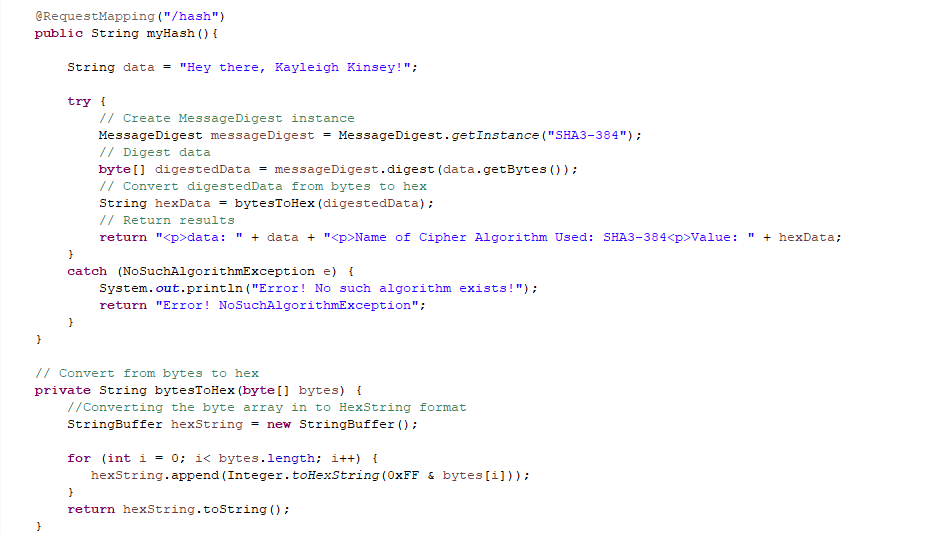 @RequestMapping("/hash")
public String myHash(){
String data = "Hey there, Kayleigh Kinsey!";
try {
// Create MessageDigest instance
MessageDigest messageDigest = MessageDigest.getInstance("SHA3-384");
// Digest data
byte[] digestedData = messageDigest.digest(data.getBytes());
// Convert digestedData from bytes to hex
String hexData = bytesToHex(digestedData);
// Return results
return "<p>data: " + data + "<p>Name of Cipher Algorithm Used: SHA3-384<p>Value: " + hexData;
}
catch (NoSuchAlgorithmException e) {
System.out.println("Error! No such algorithm exists!");
return "Error! NoSuchAlgorithmException";
}
}
// Convert from bytes to hex
private String bytesToHex(byte[] bytes) {
//Converting the byte array in to HexString format
StringBuffer hexString = new StringBuffer();
for (int i = 0; i< bytes.length; i++) {
hexString.append(Integer.toHexString(0xFF & bytes[i]));
}
return hexString.toString();
}